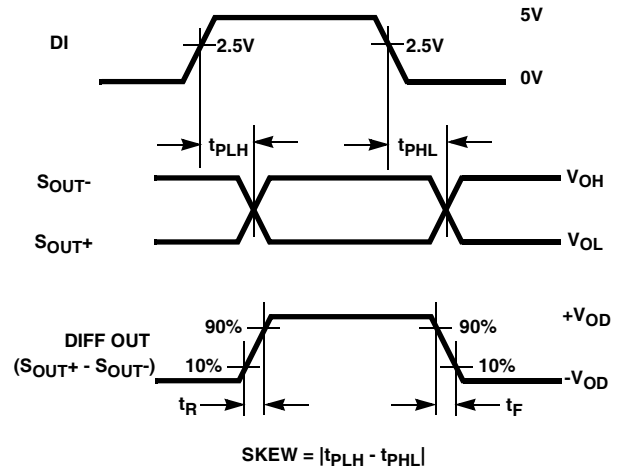 5V
DI
2.5V
2.5V
0V
tPLH
tPHL
SOUT-
VOH
SOUT+
VOL
+VOD
90%
90%
DIFF OUT
(SOUT+ - SOUT-)
10%
10%
-VOD
tR
tF
SKEW = |tPLH - tPHL|